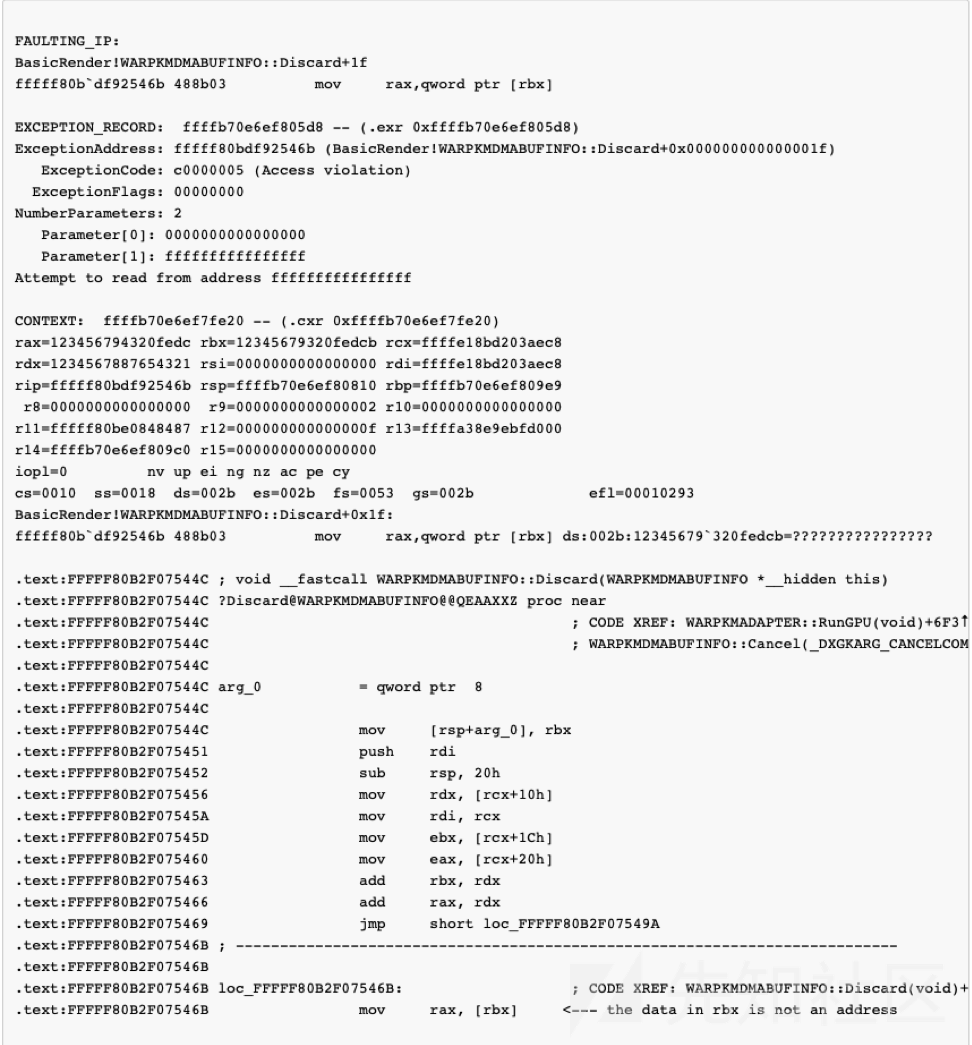 FAULTING_IP:
BasicRender!WARPKMDMABUFINFO::Discard+1f
fffff80b`df92546b 488b03          mov     rax,qword ptr [rbx]
EXCEPTION_RECORD:  ffffb70e6ef805d8 -- (.exr 0xffffb70e6ef805d8)
ExceptionAddress: fffff80bdf92546b (BasicRender!WARPKMDMABUFINFO::Discard+0x000000000000001f)
   ExceptionCode: c0000005 (Access violation)
  ExceptionFlags: 00000000
NumberParameters: 2
   Parameter[0]: 0000000000000000
   Parameter[1]: ffffffffffffffff
Attempt to read from address ffffffffffffffff
CONTEXT:  ffffb70e6ef7fe20 -- (.cxr 0xffffb70e6ef7fe20)
rax=123456794320fedc rbx=12345679320fedcb rcx=ffffe18bd203aec8
rdx=1234567887654321 rsi=0000000000000000 rdi=ffffe18bd203aec8
rip=fffff80bdf92546b rsp=ffffb70e6ef80810 rbp=ffffb70e6ef809e9
 r8=0000000000000000  r9=0000000000000002 r10=0000000000000000
r11=fffff80be0848487 r12=000000000000000f r13=ffffa38e9ebfd000
r14=ffffb70e6ef809c0 r15=0000000000000000
iopl=0         nv up ei ng nz ac pe cy
cs=0010  ss=0018  ds=002b  es=002b  fs=0053  gs=002b             efl=00010293
BasicRender!WARPKMDMABUFINFO::Discard+0x1f:
fffff80b`df92546b 488b03          mov     rax,qword ptr [rbx] ds:002b:12345679`320fedcb=????????????????
.text:FFFFF80B2F07544C ; void __fastcall WARPKMDMABUFINFO::Discard(WARPKMDMABUFINFO *__hidden this)
.text:FFFFF80B2F07544C ?Discard@WARPKMDMABUFINFO@@QEAAXXZ proc near
.text:FFFFF80B2F07544C                                         ; CODE XREF: WARPKMADAPTER::RunGPU(void)+6F3↑
.text:FFFFF80B2F07544C                                         ; WARPKMDMABUFINFO::Cancel(_DXGKARG_CANCELCOM
.text:FFFFF80B2F07544C
.text:FFFFF80B2F07544C arg_0           = qword ptr  8
.text:FFFFF80B2F07544C
.text:FFFFF80B2F07544C                 mov     [rsp+arg_0], rbx
.text:FFFFF80B2F075451                 push    rdi
.text:FFFFF80B2F075452                 sub     rsp, 20h
.text:FFFFF80B2F075456                 mov     rdx, [rcx+10h]
.text:FFFFF80B2F07545A                 mov     rdi, rcx
.text:FFFFF80B2F07545D                 mov     ebx, [rcx+1Ch]
.text:FFFFF80B2F075460                 mov     eax, [rcx+20h]
.text:FFFFF80B2F075463                 add     rbx, rdx
.text:FFFFF80B2F075466                 add     rax, rdx
.text:FFFFF80B2F075469                 jmp     short loc_FFFFF80B2F07549A
.text:FFFFF80B2F07546B ; ---------------------------------------------------------------------------
.text:FFFFF80B2F07546B
.text:FFFFF80B2F07546B loc_FFFFF80B2F07546B:                   ; CODE XREF: WARPKMDMABUFINFO::Discard(void)+
.text:FFFFF80B2F07546B                 mov     rax, [rbx]     <--- the data in rbx is not an address
先知社区